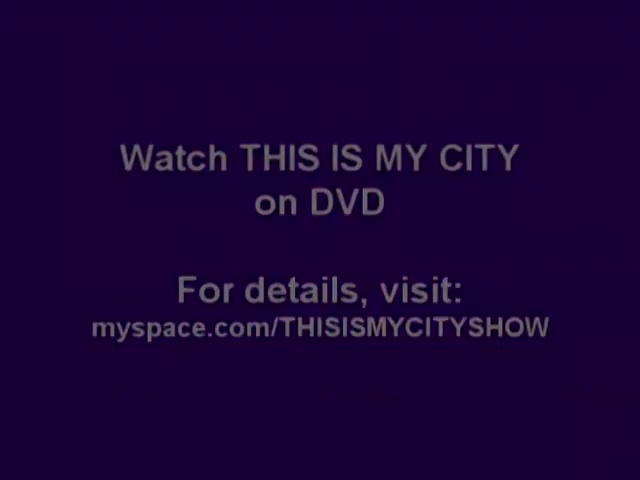 Watch THIS IS MY CITY
on DVD
For details, visit:
myspace.com/THISISMYCITYSHOW